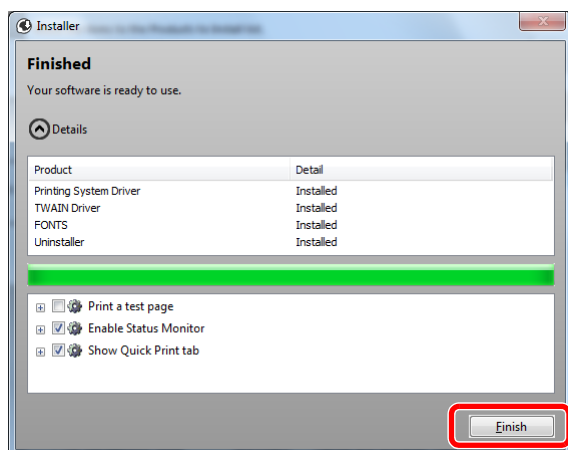 Installer
Finished
Your software is ready to use.
Details
Product Detail
Printing System Driver Installed
TWAIN Driver Installed
FONTS Installed
Uninstaller Installed
Print a test page
Enable Status Monitor
Show Quick Print tab
Finish